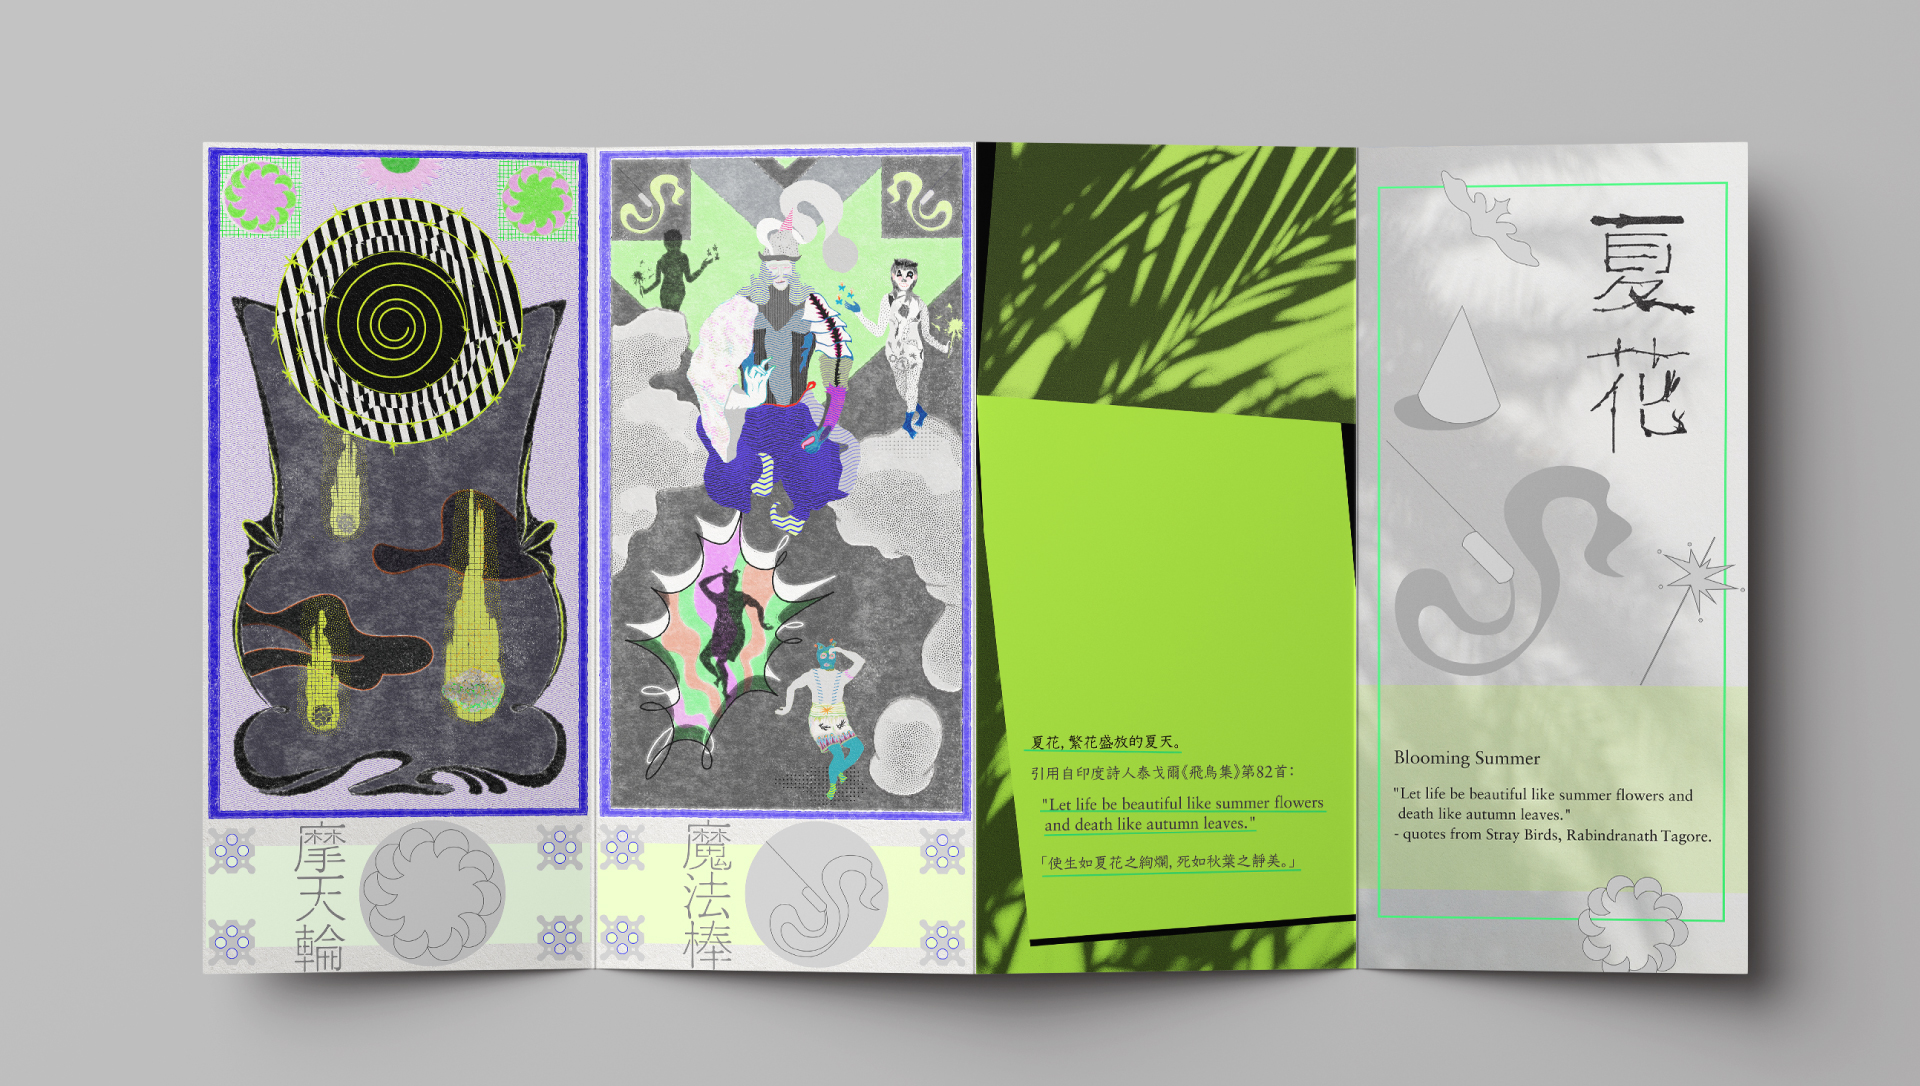 摩天輪
魔法棒
夏花,繁花盛放的夏天。
引用自印度詩人泰戈爾《飛鳥集》第82首：
"Let life be beautiful like summer flowers
and death like autumn leaves."
「使生如夏花之絢爛,死如秋葉之靜美。」
夏花
Blooming Summer
"Let life be beautiful like summer flowers and
death like autumn leaves."
- quotes from Stray Birds, Rabindranath Tagore.